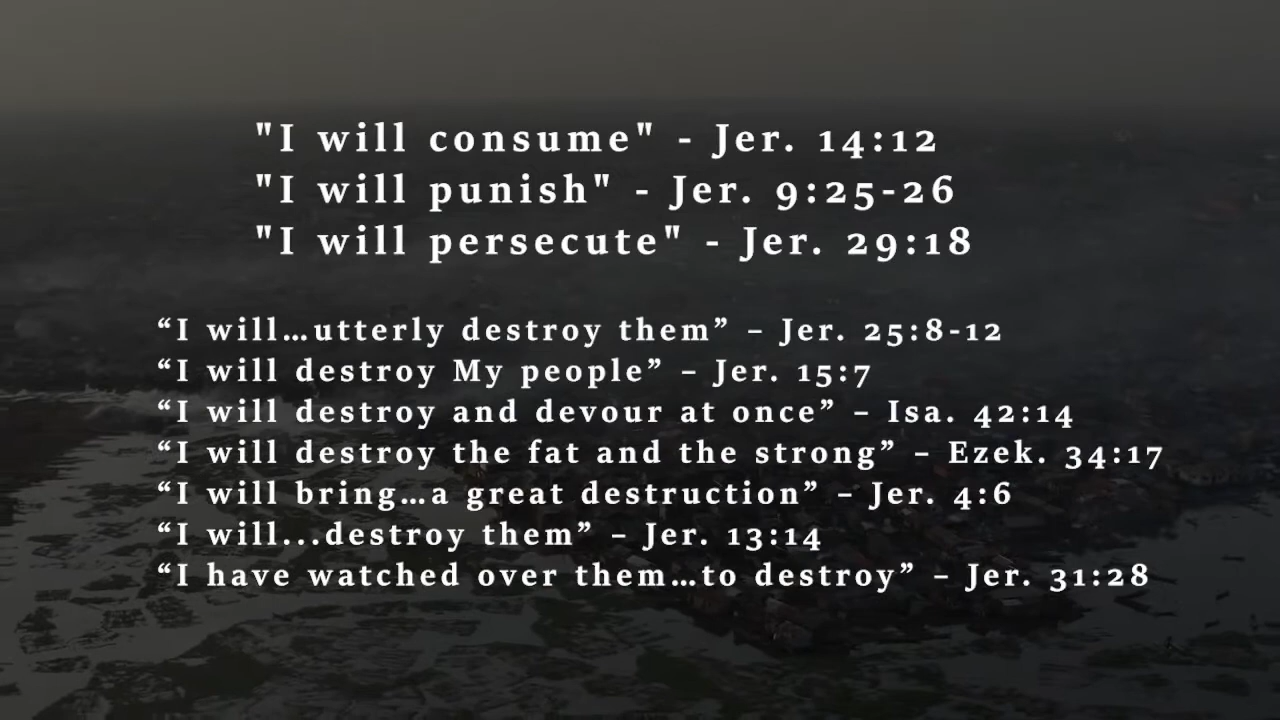 "I will consume" - Jer. 14:12
"I will punish" - Jer. 9:25-26
"I will persecute" - Jer. 29:18
“I will…utterly destroy them” – Jer. 25:8-12
“I will destroy My people” – Jer. 15:7
“I will destroy and devour at once” – Isa. 42:14
“I will destroy the fat and the strong” – Ezek. 34:17
“I will bring…a great destruction” – Jer. 4:6
“I will...destroy them” – Jer. 13:14
“I have watched over them…to destroy” – Jer. 31:28